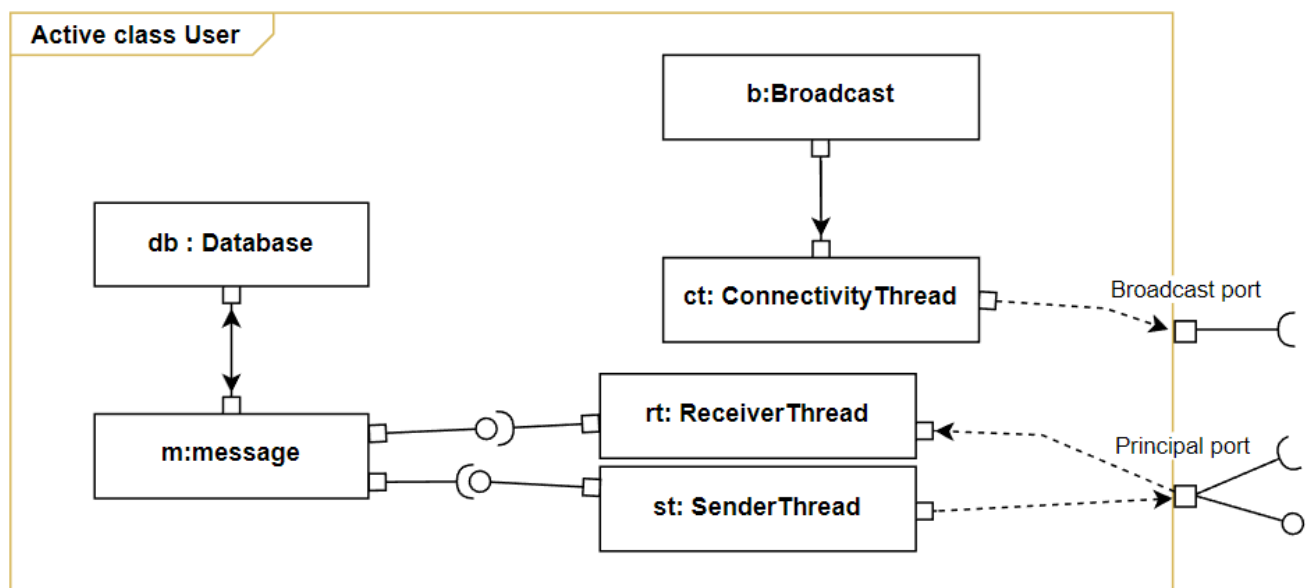 Active class User
b:Broadcast
db : Database
ct: ConnectivityThread
Broadcast port
rt: ReceiverThread
m:message
Principal port
st: SenderThread